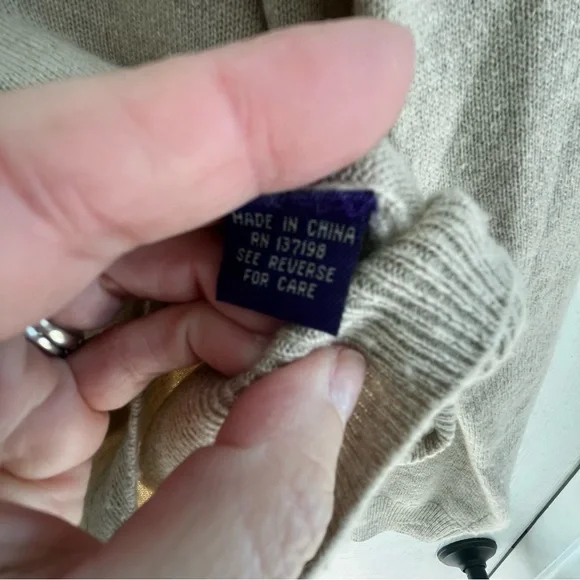 MADE IN CHINA
RN 137198
SEE REVERSE
FOR CARE